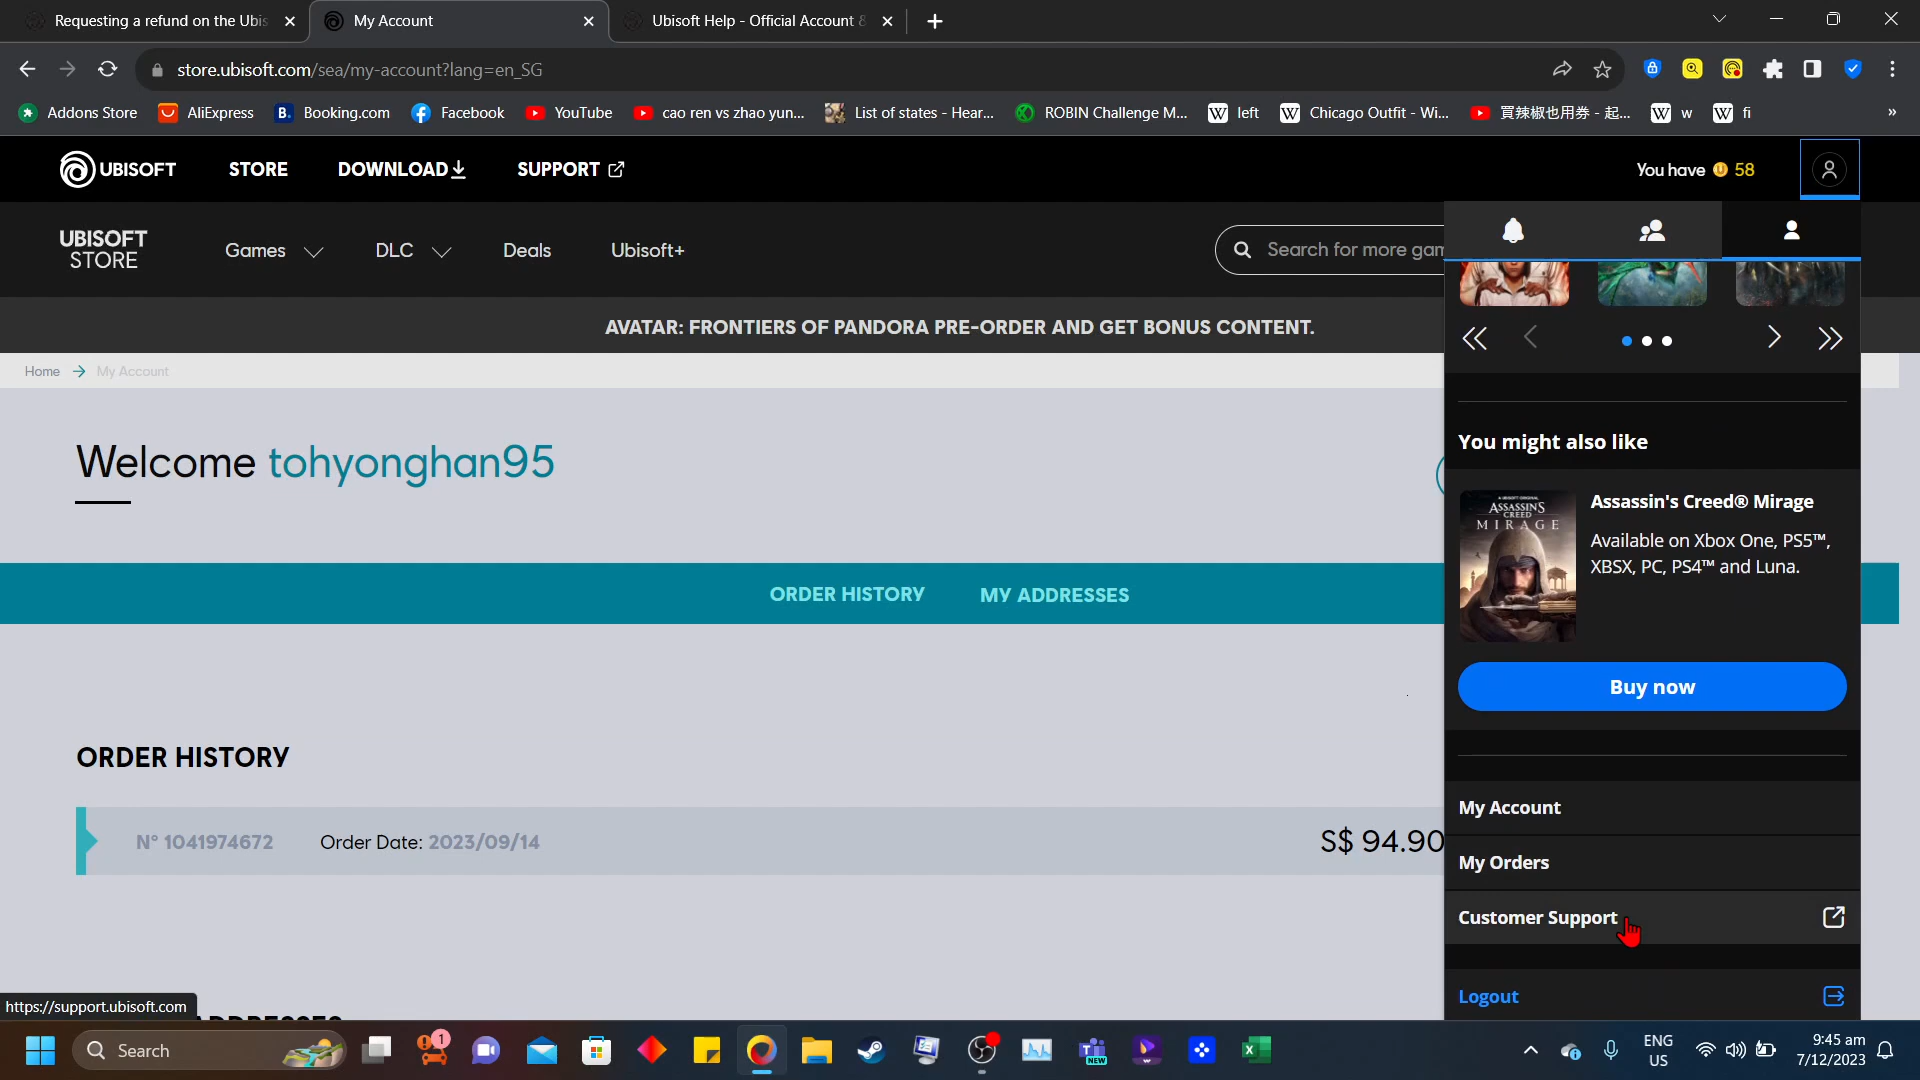 Requesting a refund on the Ubis
My Account
Ubisoft Help - Official Account &
store.ubisoft.com/sea/my-account?lang=en_SG
Addons Store
AliExpress
B. Booking.com
Facebook
YouTube
cao ren vs zhao yun...
List of states - Hear...
ROBIN Challenge M...
W left
W Chicago Outfit - Wi...
買辣椒也用券 - 起...
W w
W fi
»
UBISOFT
STORE
DOWNLOAD
SUPPORT
You have 58
UBISOFT
STORE
Games
DLC
Deals
Ubisoft+
Search for more gam
AVATAR: FRONTIERS OF PANDORA PRE-ORDER AND GET BONUS CONTENT.
Home
My Account
Welcome tohyonghan95
ORDER HISTORY
MY ADDRESSES
ORDER HISTORY
N° 1041974672
Order Date: 2023/09/14
S$ 94.90
You might also like
ASSASSIN'S
CREED
MIRAGE
Assassin's Creed® Mirage
Available on Xbox One, PS5™,
XBSX, PC, PS4™ and Luna.
Buy now
My Account
My Orders
Customer Support
Logout
https://support.ubisoft.com
Search
1
NEW
ENG
US
9:45 am
7/12/2023